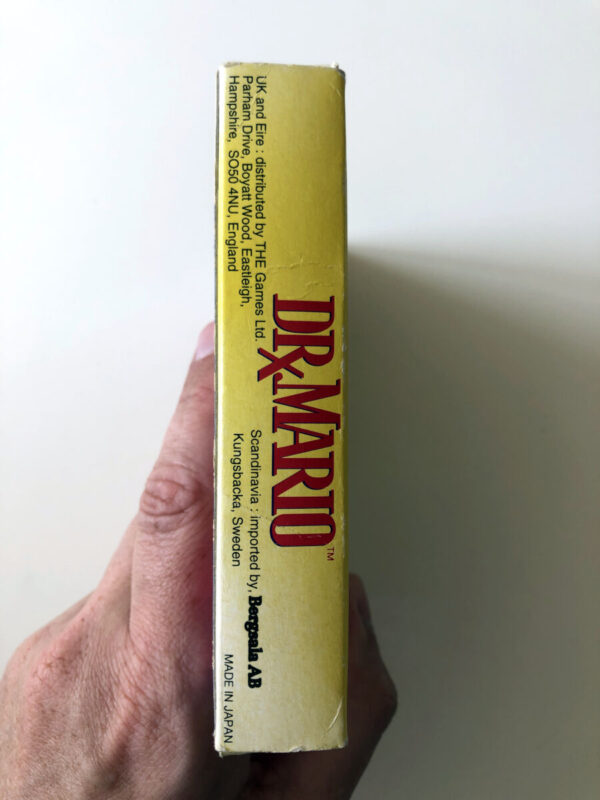 DR. MARIO™
UK and Eire : distributed by THE Games Ltd.
Parham Drive, Boyatt Wood, Eastleigh,
Hampshire, SO50 4NU, England
Scandinavia : imported by, Bergsala AB
Kungsbacka, Sweden
MADE IN JAPAN